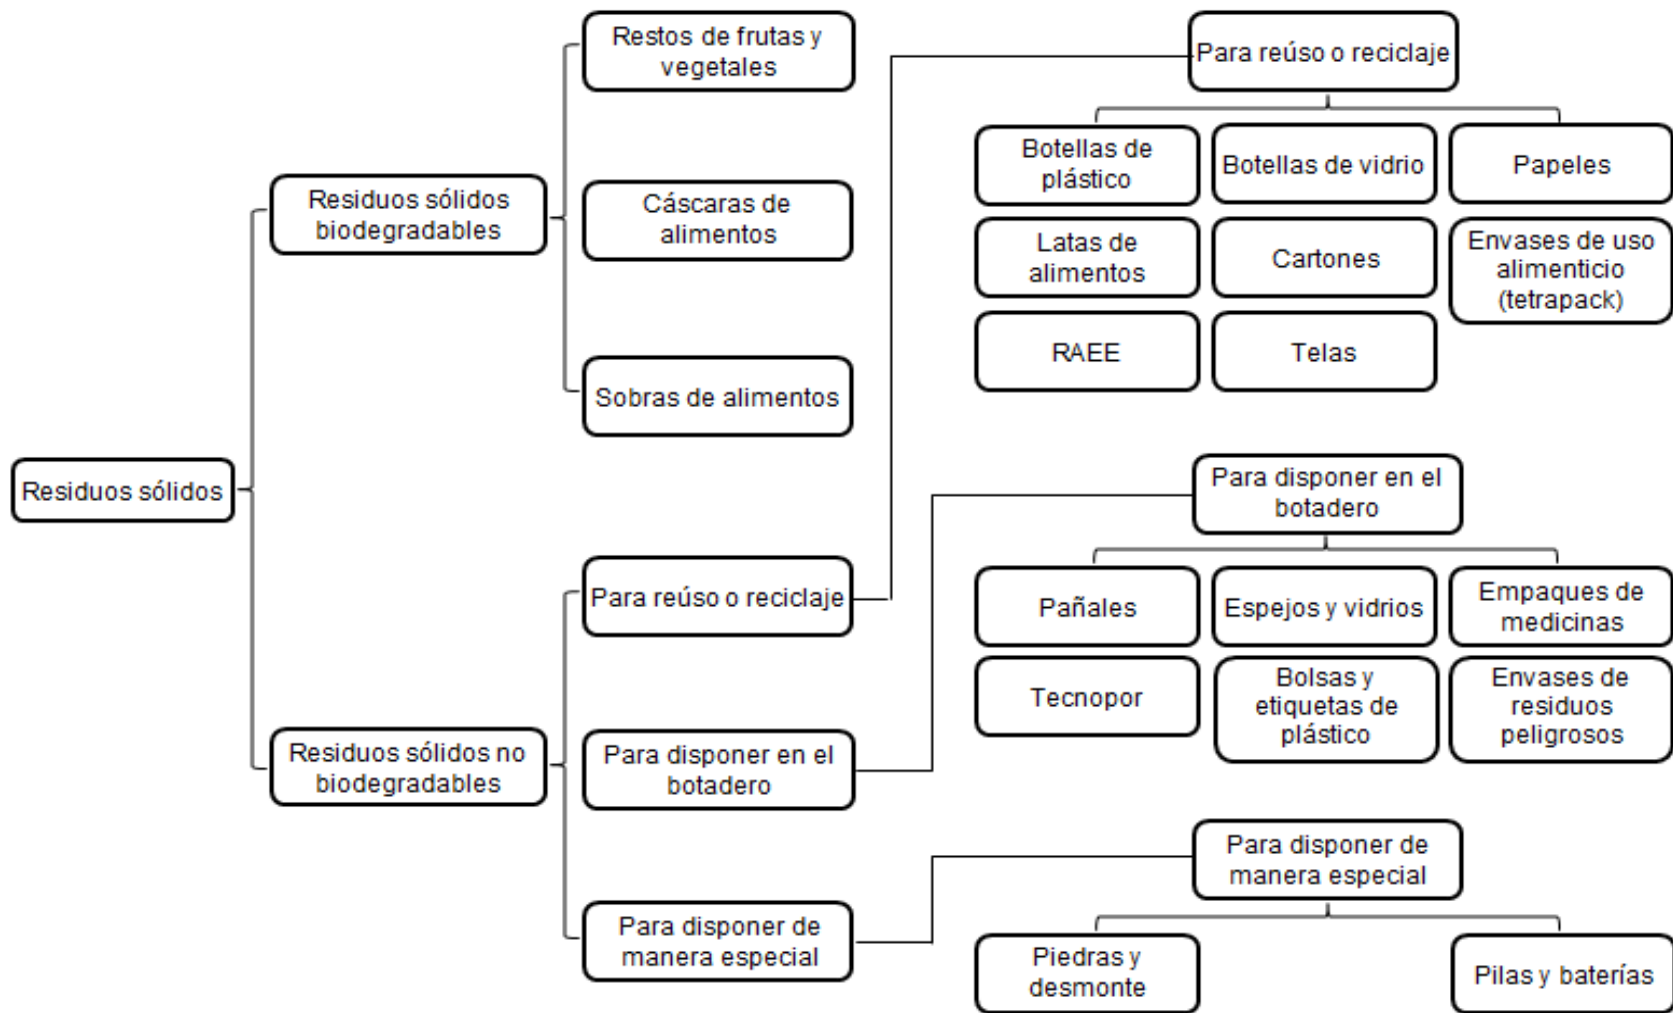 Residuos sólidos
Residuos sólidos
biodegradables
Restos de frutas y
vegetales
Cáscaras de
alimentos
Sobras de alimentos
Residuos sólidos no
biodegradables
Para reúso o reciclaje
Para disponer en el
botadero
Para disponer de
manera especial
Para reúso o reciclaje
Botellas de
plástico
Botellas de vidrio
Papeles
Latas de
alimentos
Cartones
Envases de uso
alimenticio
(tetrapack)
RAEE
Telas
Para disponer en el
botadero
Pañales
Espejos y vidrios
Empaques de
medicinas
Tecnopor
Bolsas y
etiquetas de
plástico
Envases de
residuos
peligrosos
Para disponer de
manera especial
Piedras y
desmonte
Pilas y baterías